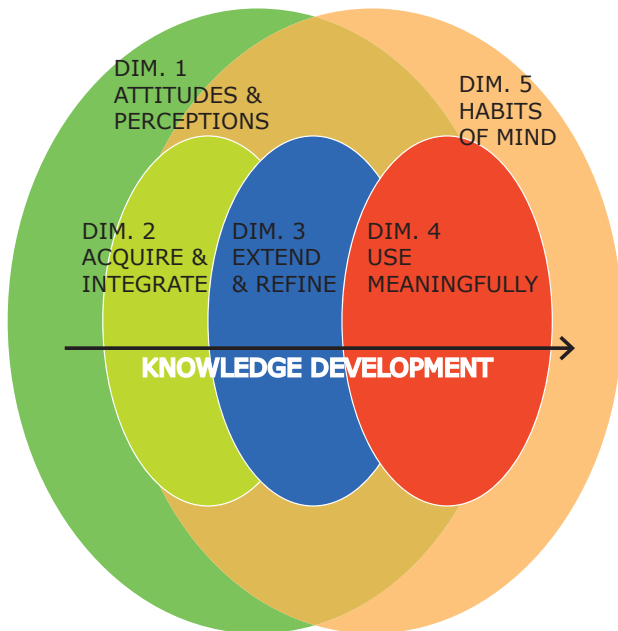 DIM. 1
ATTITUDES &
PERCEPTIONS
DIM. 5
HABITS
OF MIND
DIM. 2
ACQUIRE &
INTEGRATE
DIM. 3
EXTEND
& REFINE
DIM. 4
USE
MEANINGFULLY
KNOWLEDGE DEVELOPMENT